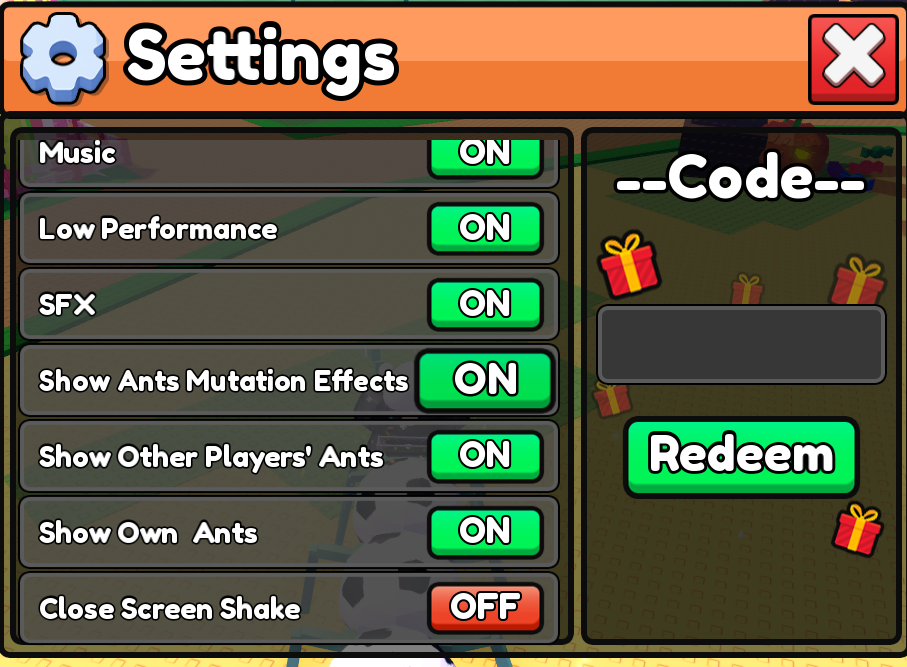 Settings
Music ON
Low Performance ON
SFX ON
Show Ants Mutation Effects ON
Show Other Players' Ants ON
Show Own  Ants ON
Close Screen Shake OFF
--Code--
Redeem